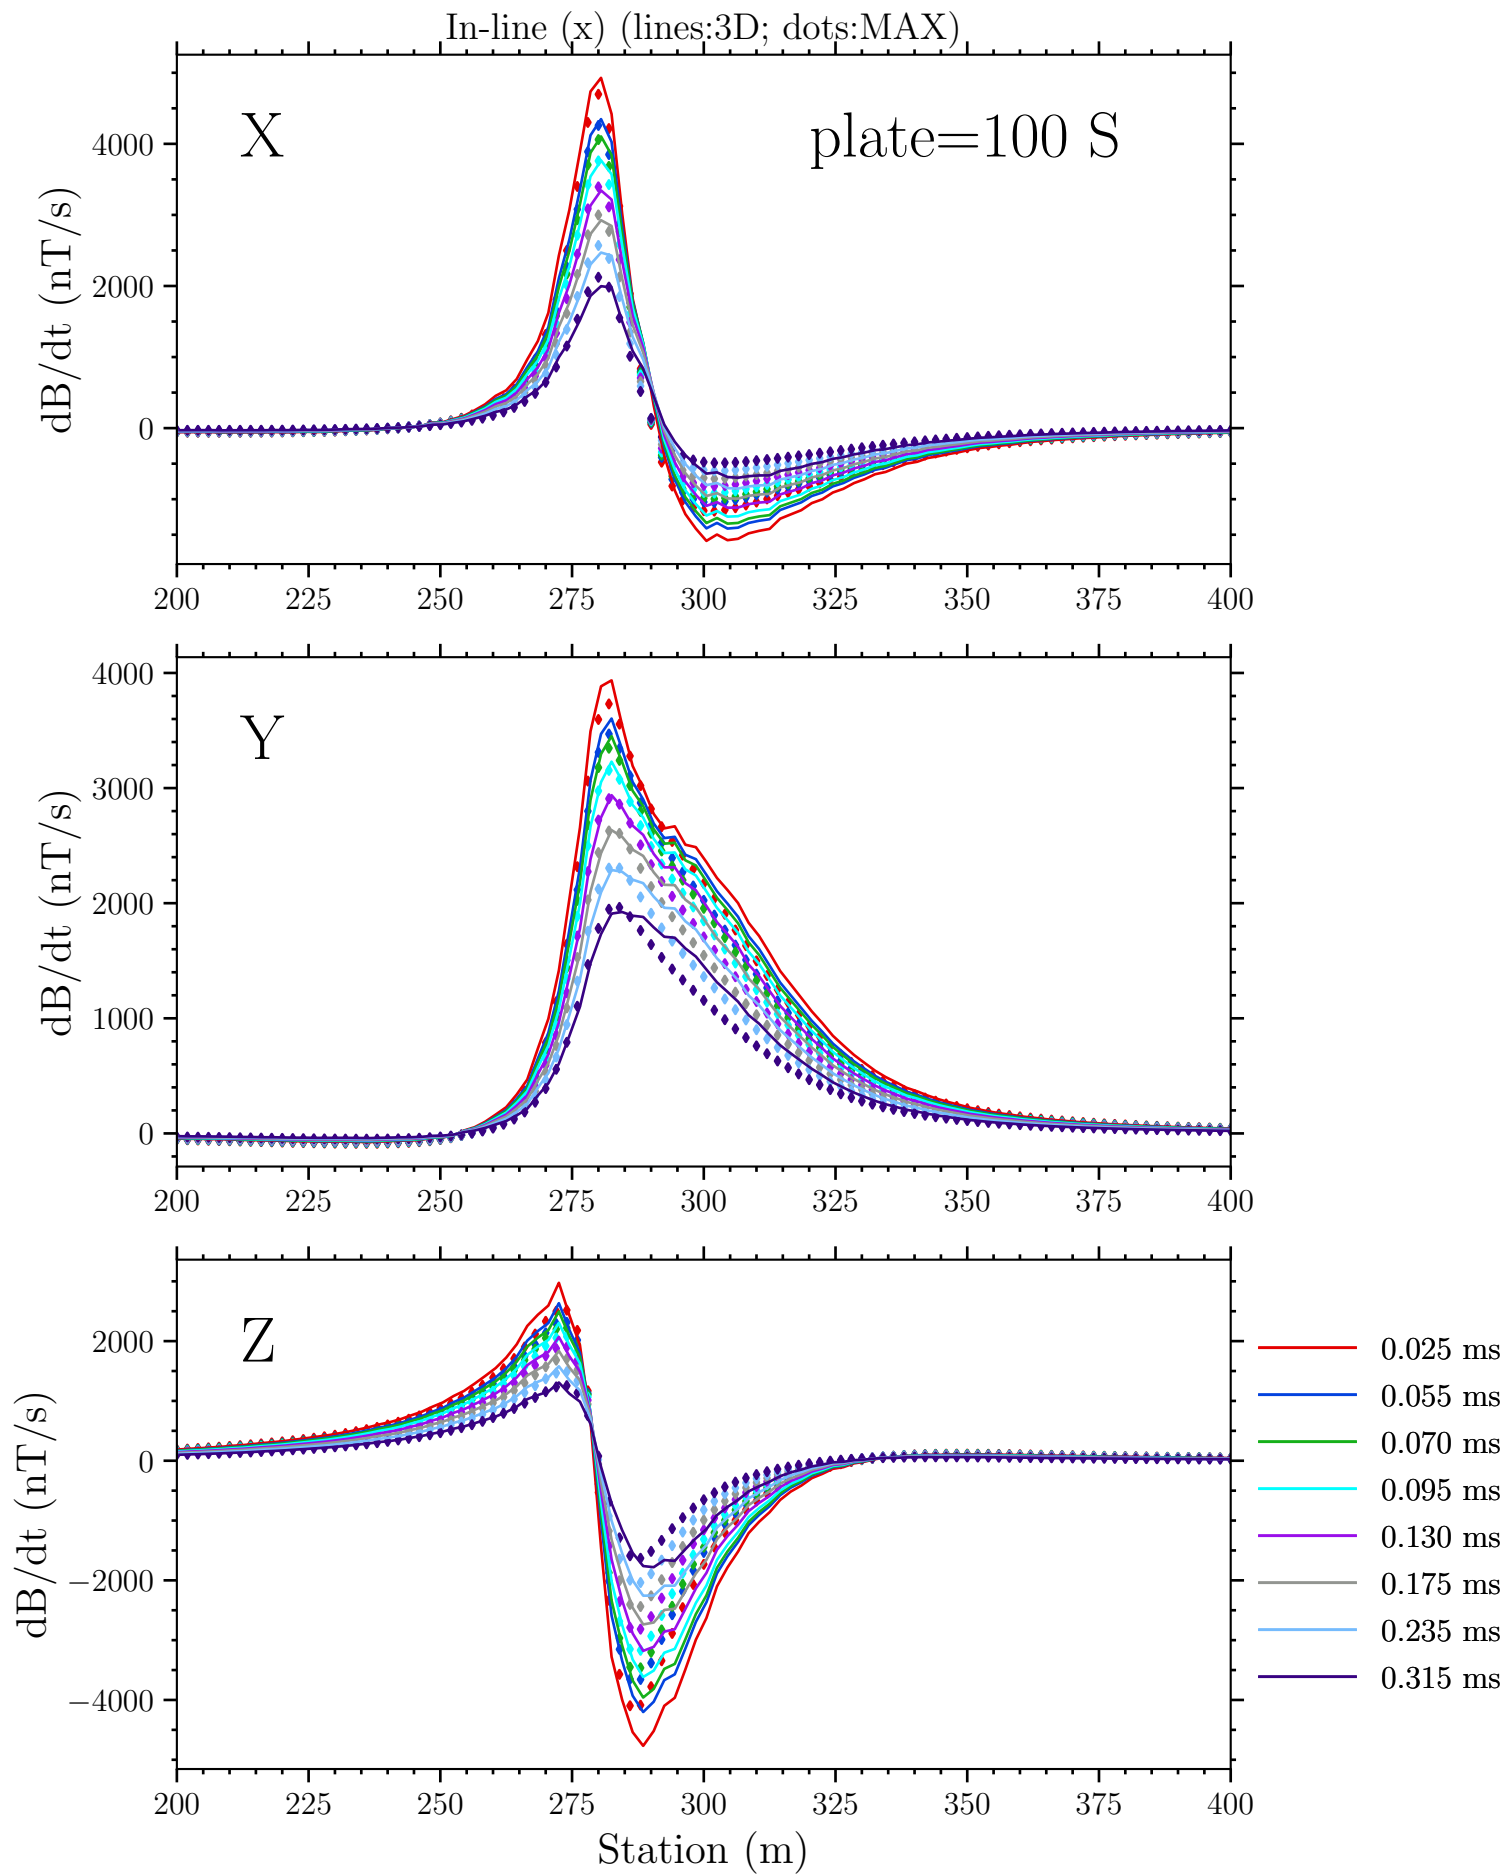 In-line (x) (lines:3D; dots:MAX)
X
plate=100 S
dB/dt (nT/s)
4000
2000
0
200 225 250 275 300 325 350 375 400
Y
dB/dt (nT/s)
4000
3000
2000
1000
0
200 225 250 275 300 325 350 375 400
Z
dB/dt (nT/s)
2000
0
−2000
−4000
200 225 250 275 300 325 350 375 400
Station (m)
0.025 ms
0.055 ms
0.070 ms
0.095 ms
0.130 ms
0.175 ms
0.235 ms
0.315 ms